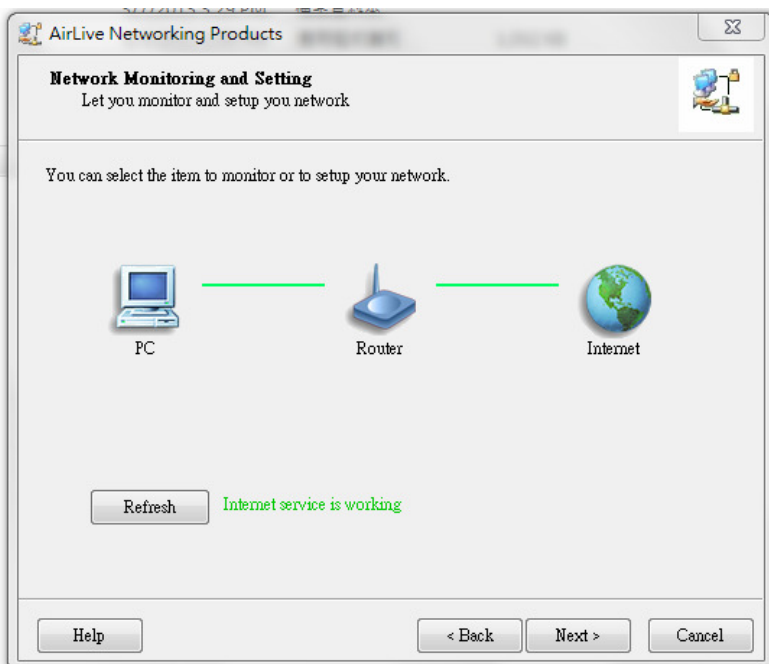 AirLive Networking Products
Network Monitoring and Setting
Let you monitor and setup you network
You can select the item to monitor or to setup your network.
PC
Router
Internet
Refresh
Internet service is working
Help
< Back
Next >
Cancel